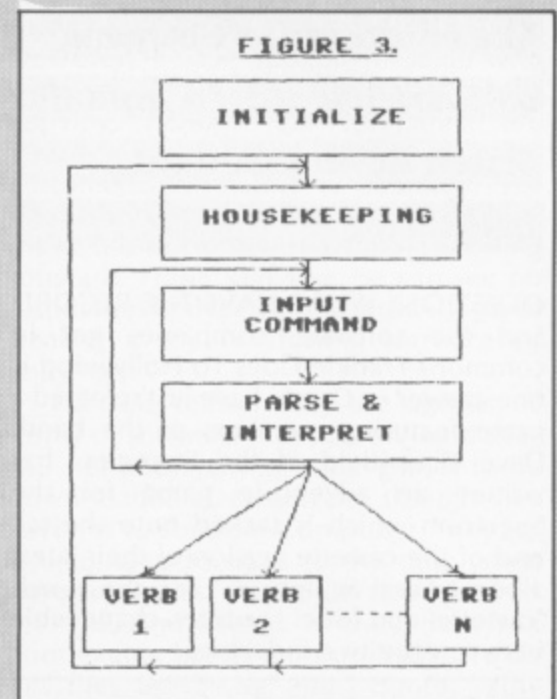 FIGURE 3.
INITIALIZE
HOUSEKEEPING
INPUT
COMMAND
PARSE &
INTERPRET
VERB
1
VERB
2
VERB
N